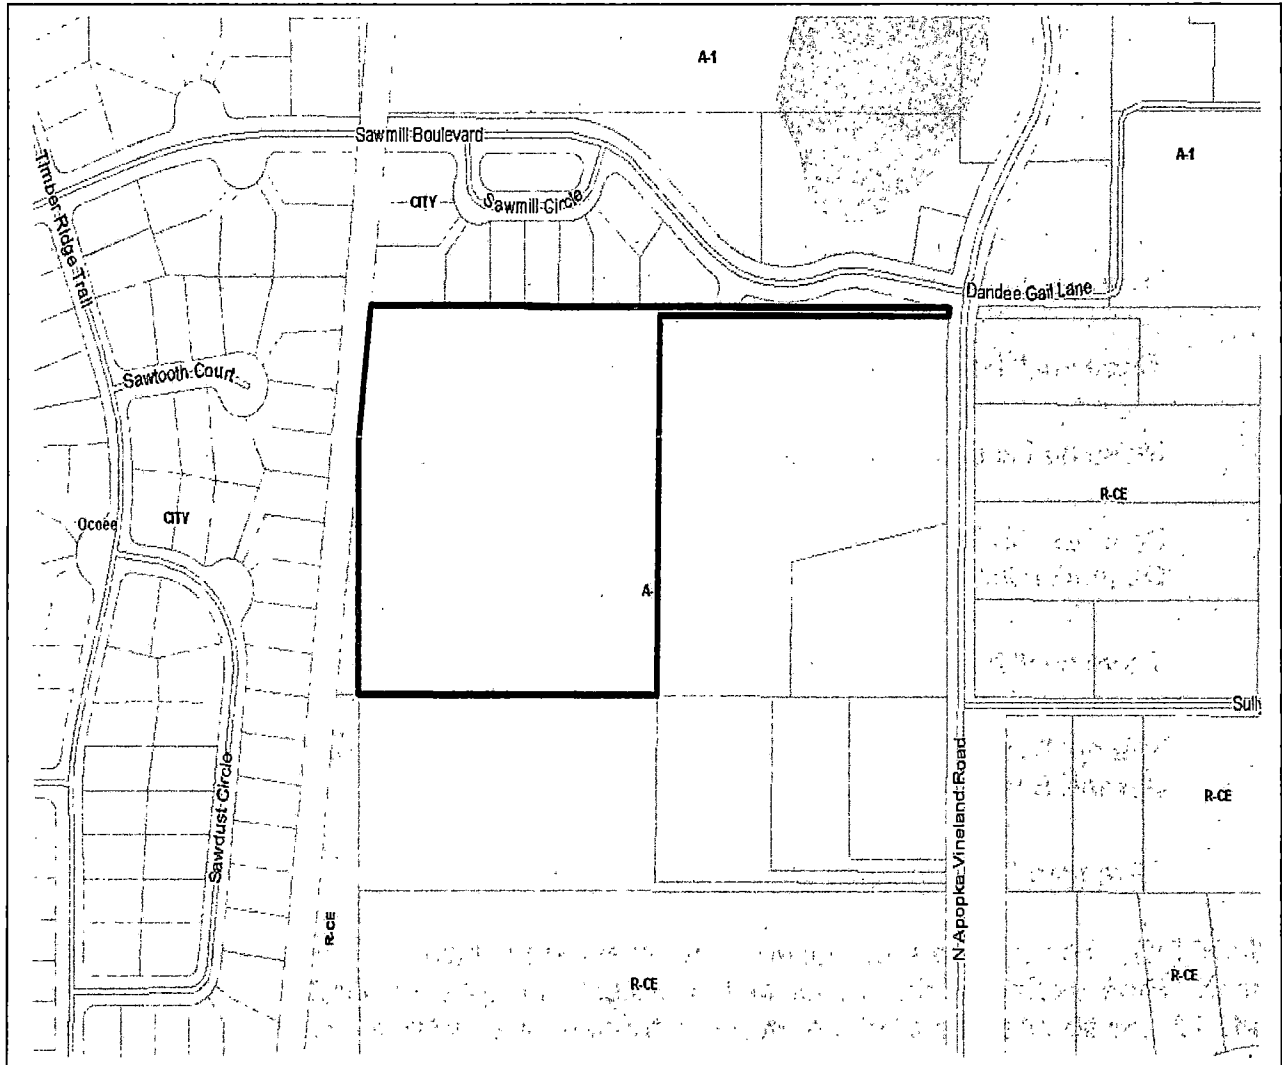 A-1
Sawmill Boulevard
A-1
Timber Ridge Trail
CITY
Sawmill Circle
Dandee Gail Lane
Sawtooth Court
R-CE
Ocoee
CITY
A-
Sull
R-CE
Sawdust Circle
N Apopka Vineland Road
R-CE
R-CE
R-CE